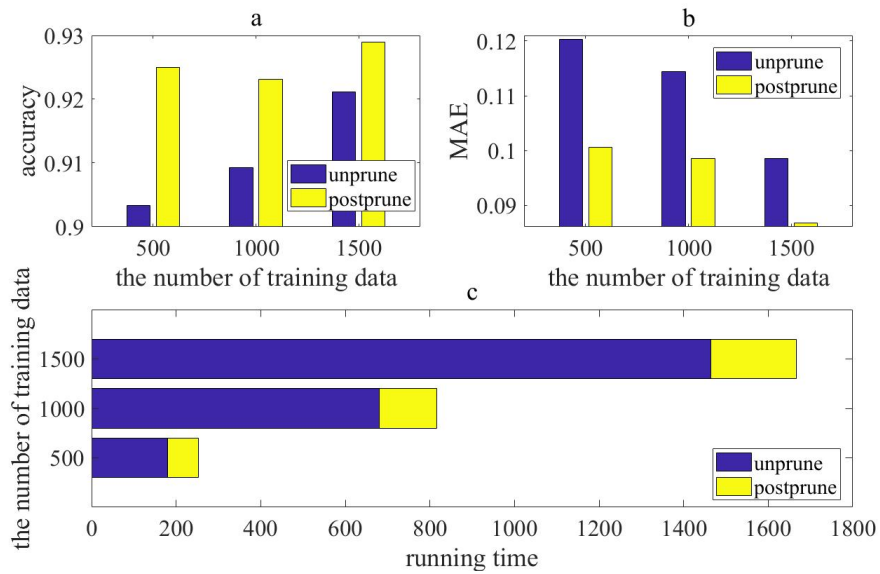 a
0.93
0.92
0.91
0.9
accuracy
unprune
postprune
500 1000 1500
the number of training data
b
0.12
0.11
0.1
0.09
MAE
unprune
postprune
500 1000 1500
the number of training data
c
the number of training data
1500
1000
500
unprune
postprune
0 200 400 600 800 1000 1200 1400 1600 1800
running time